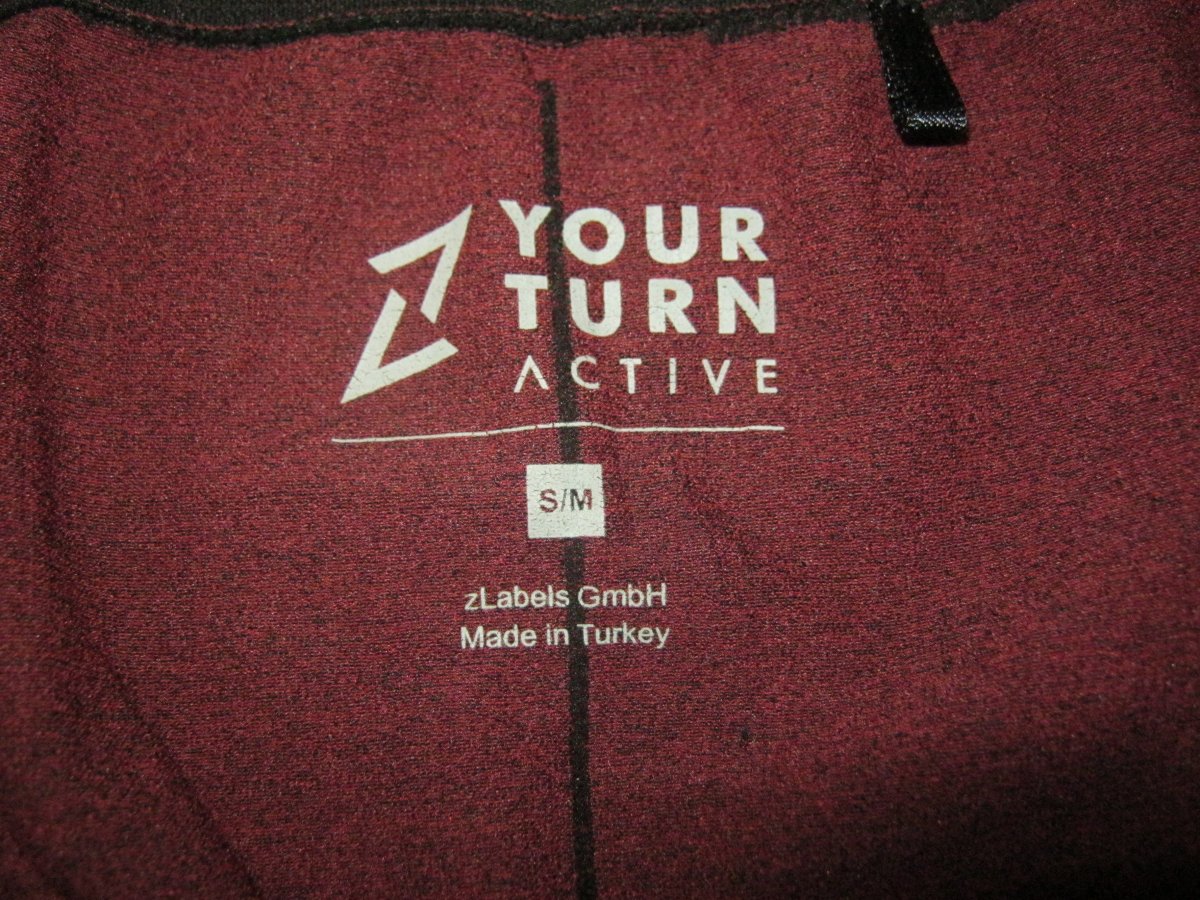 YOUR
TURN
ACTIVE
S/M
zLabels GmbH
Made in Turkey